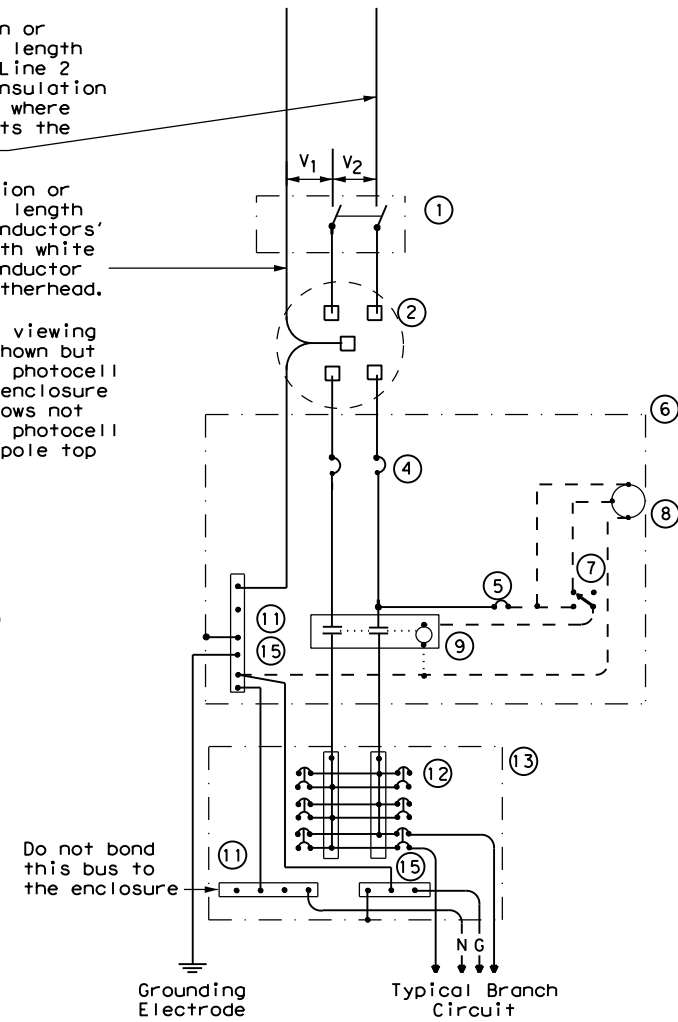 n or
length
Line 2
nsulation
where
ts the
ion or
length
nductors'
th white
nductor
therhead.
viewing
hown but
photocell
enclosure
ows not
photocell
pole top
V1
V2
1
2
6
4
8
7
5
11
15
9
13
12
11
15
Do not bond
this bus to
the enclosure
N G
Grounding
Electrode
Typical Branch
Circuit